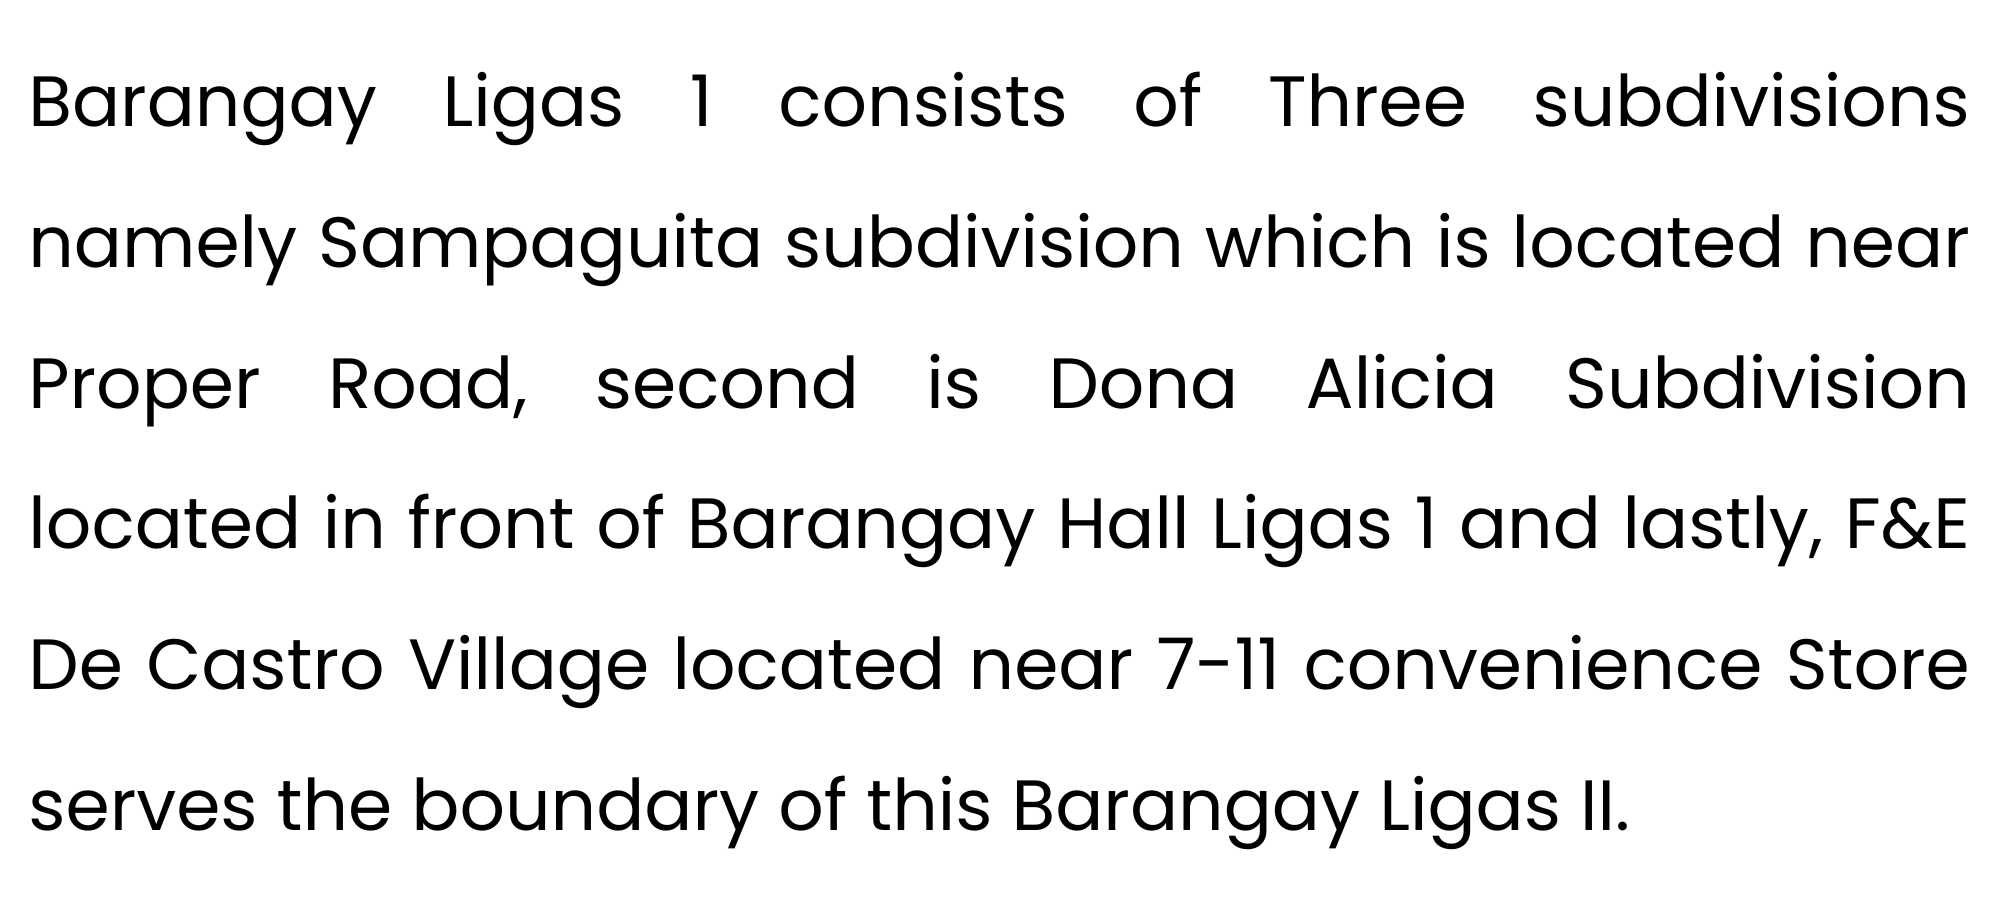 Barangay Ligas 1 consists of Three subdivisions
namely Sampaguita subdivision which is located near
Proper Road, second is Dona Alicia Subdivision
located in front of Barangay Hall Ligas 1 and lastly, F&E
De Castro Village located near 7-11 convenience Store
serves the boundary of this Barangay Ligas II.